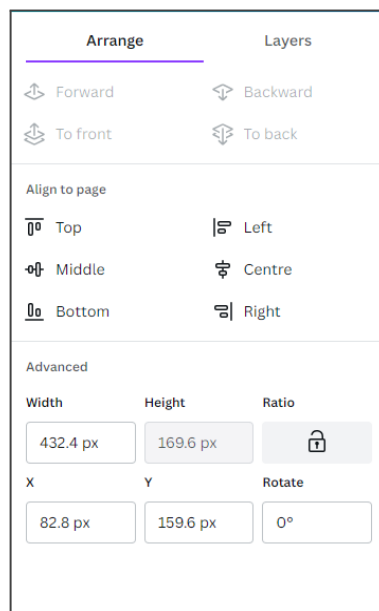 Arrange Layers
Forward Backward
To front To back
Align to page
Top Left
Middle Centre
Bottom Right
Advanced
Width Height Ratio
432.4 px 169.6 px
X Y Rotate
82.8 px 159.6 px 0°